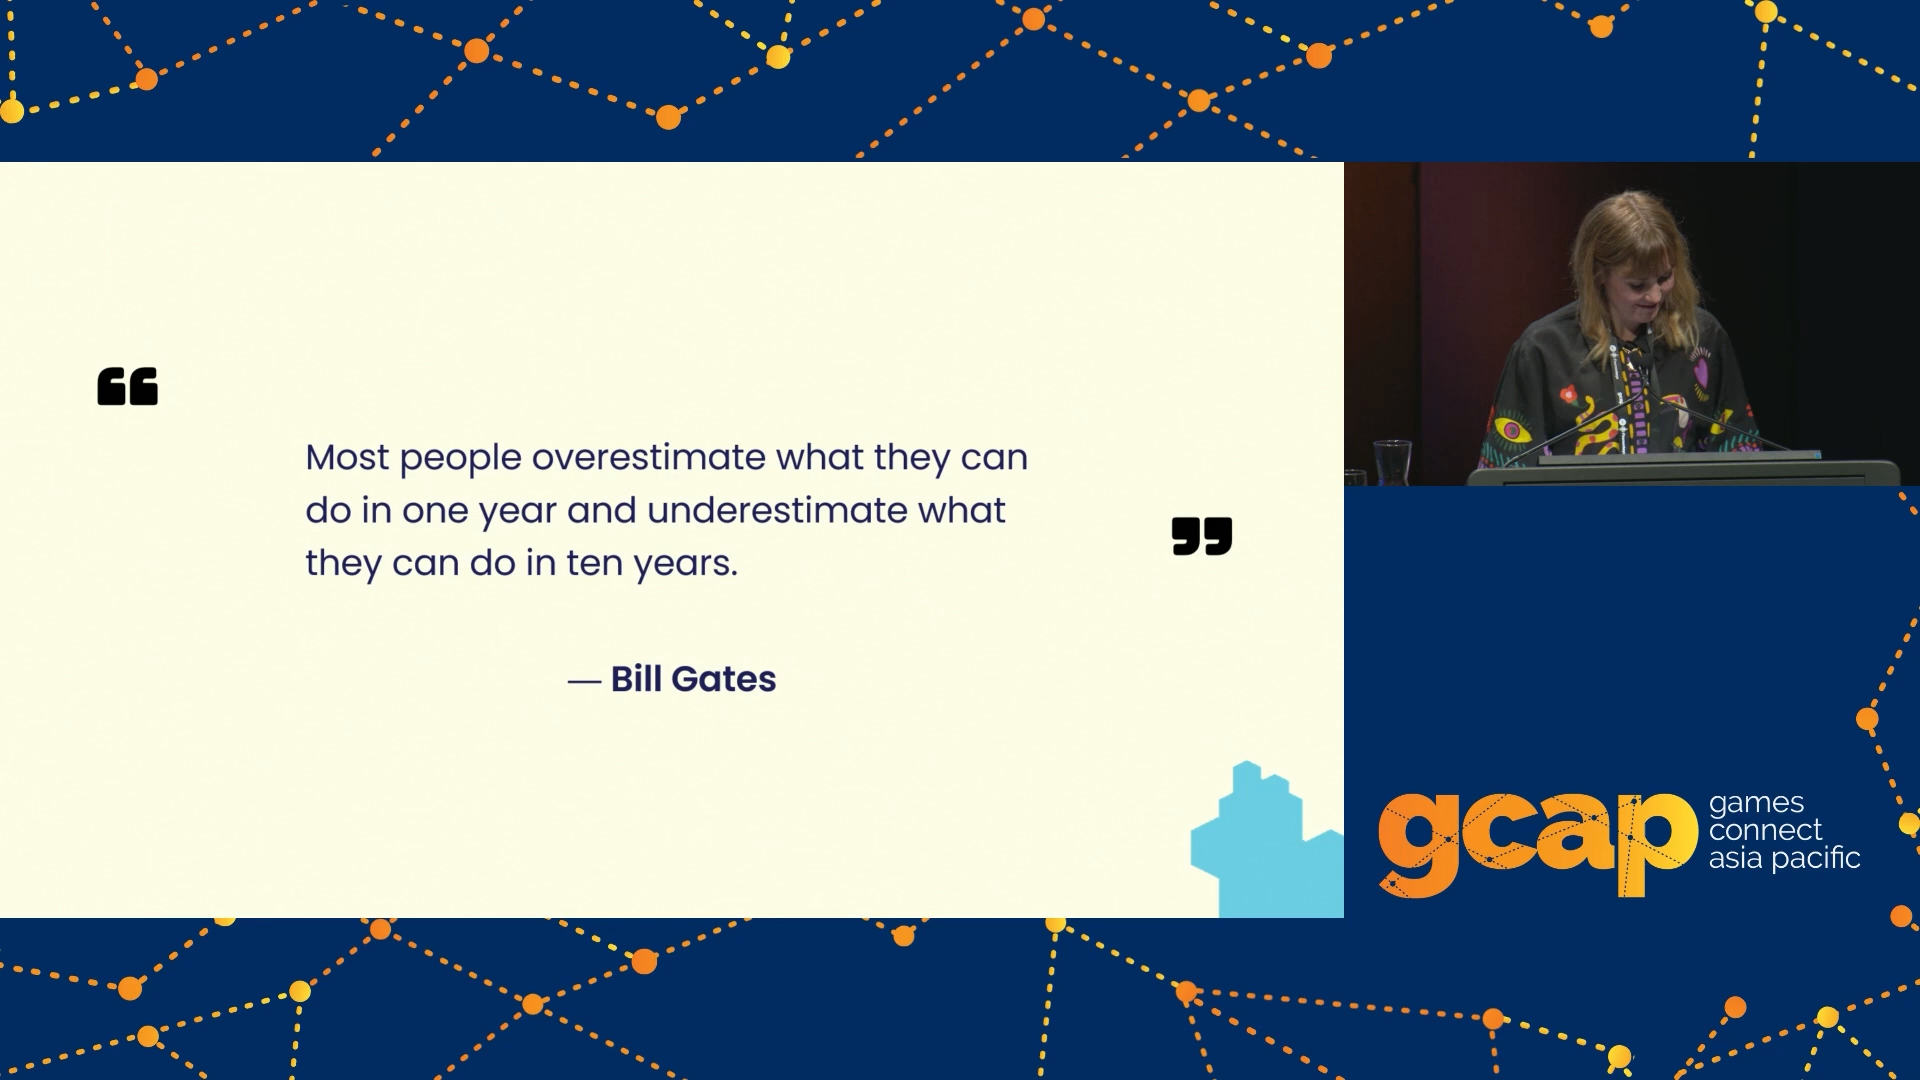 “
Most people overestimate what they can
do in one year and underestimate what
they can do in ten years.
”
— Bill Gates
gcap
games
connect
asia pacific